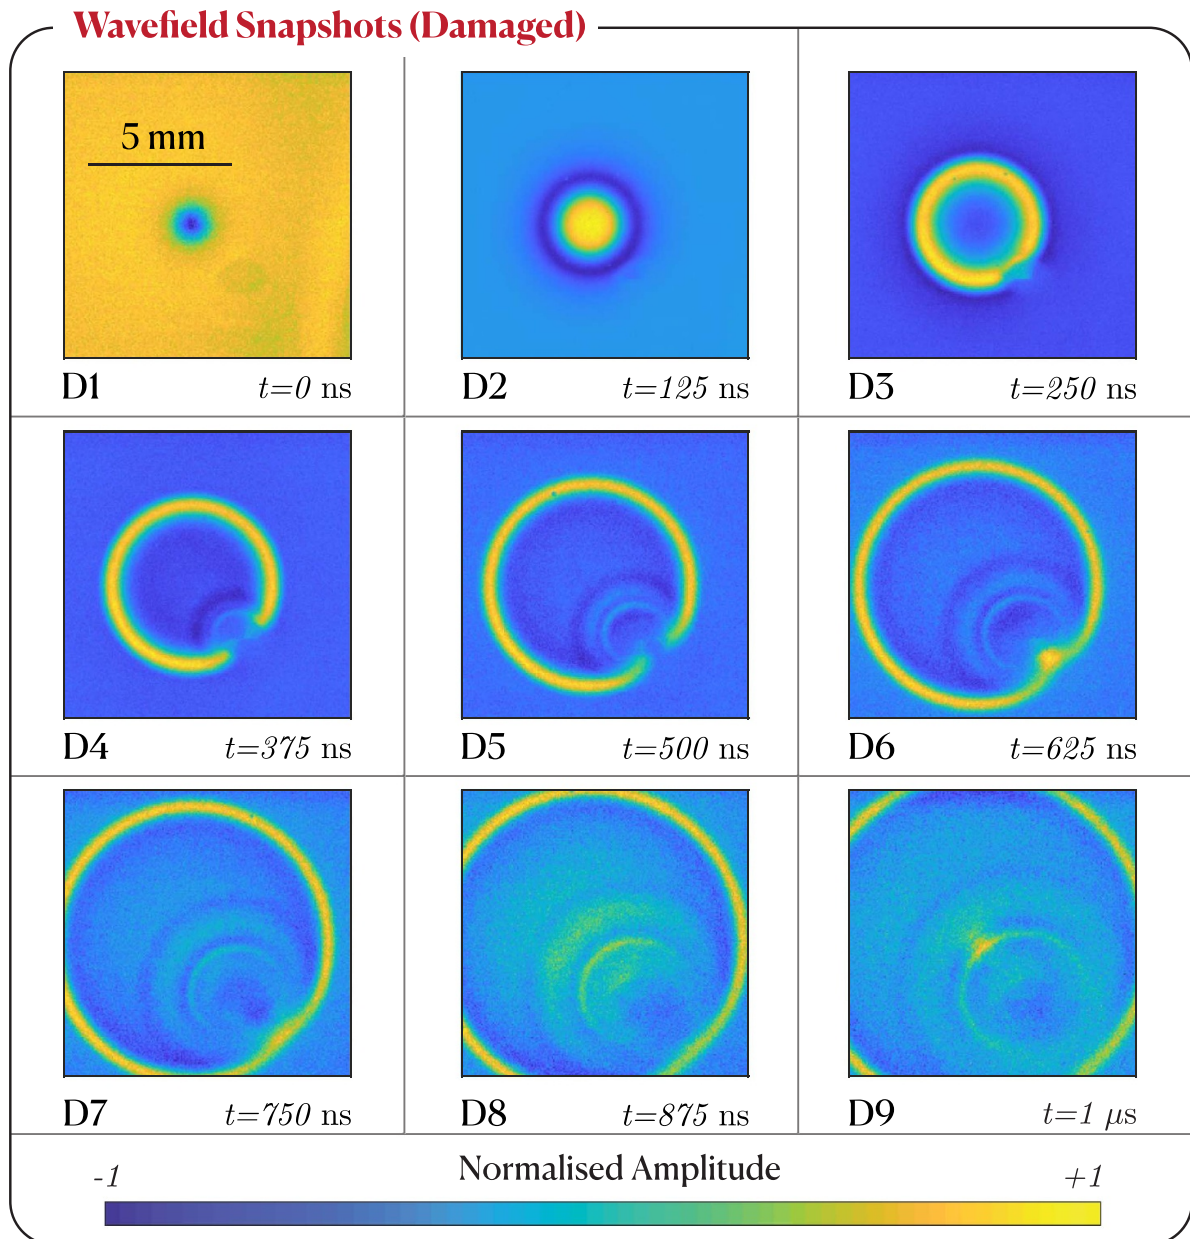 Wavefield Snapshots (Damaged)
5 mm
D1 t=0 ns
D2 t=125 ns
D3 t=250 ns
D4 t=375 ns
D5 t=500 ns
D6 t=625 ns
D7 t=750 ns
D8 t=875 ns
D9 t=1 μs
Normalised Amplitude
-1 +1